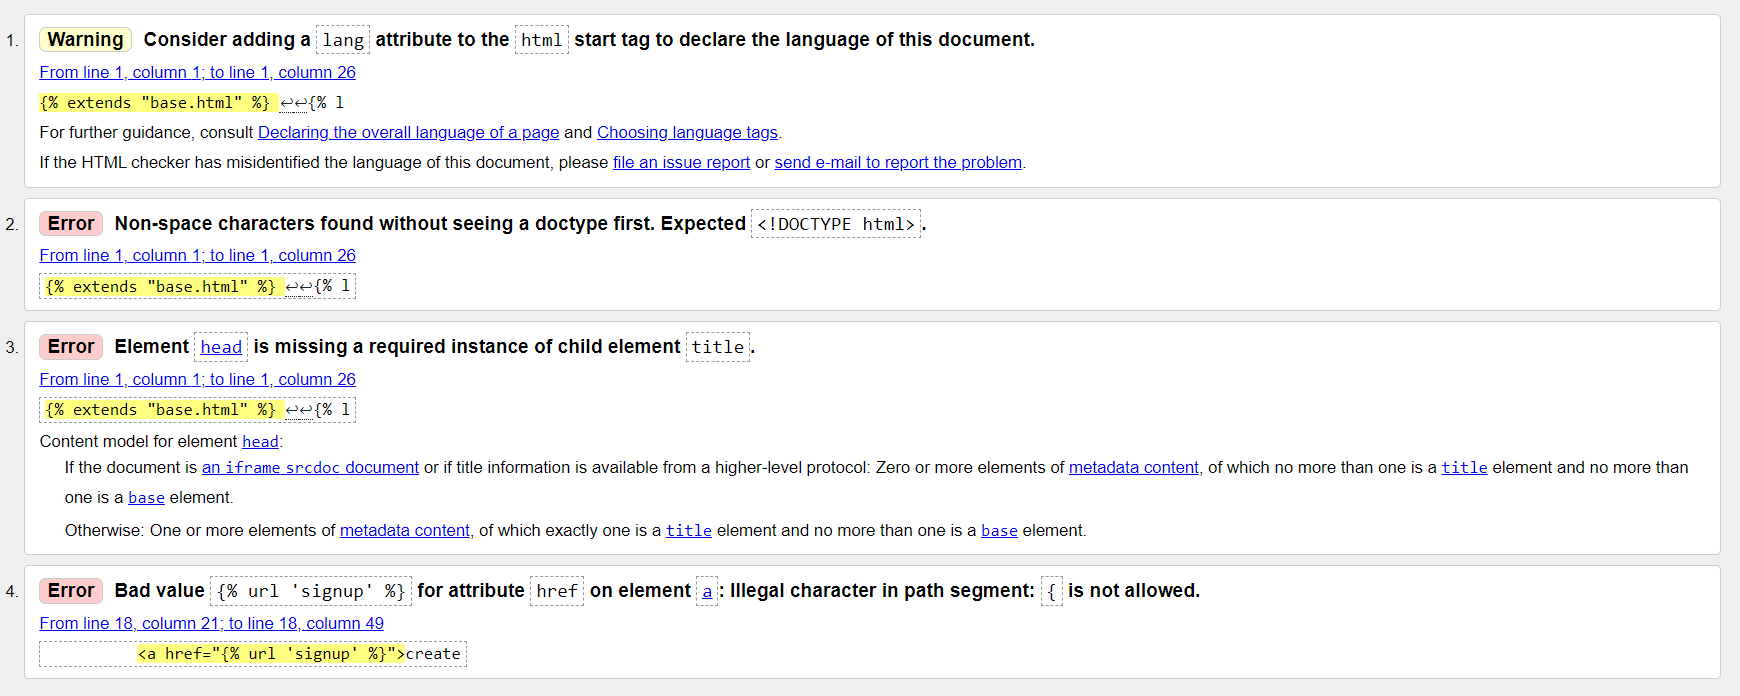 1. Warning Consider adding a lang attribute to the html start tag to declare the language of this document.
From line 1, column 1; to line 1, column 26
{% extends "base.html" %} ↩↩{% l
For further guidance, consult Declaring the overall language of a page and Choosing language tags.
If the HTML checker has misidentified the language of this document, please file an issue report or send e-mail to report the problem.
2. Error Non-space characters found without seeing a doctype first. Expected <!DOCTYPE html>.
From line 1, column 1; to line 1, column 26
{% extends "base.html" %} ↩↩{% l
3. Error Element head is missing a required instance of child element title.
From line 1, column 1; to line 1, column 26
{% extends "base.html" %} ↩↩{% l
Content model for element head:
If the document is an iframe srcdoc document or if title information is available from a higher-level protocol: Zero or more elements of metadata content, of which no more than one is a title element and no more than
one is a base element.
Otherwise: One or more elements of metadata content, of which exactly one is a title element and no more than one is a base element.
4. Error Bad value {% url 'signup' %} for attribute href on element a: Illegal character in path segment: { is not allowed.
From line 18, column 21; to line 18, column 49
<a href="{% url 'signup' %}">create